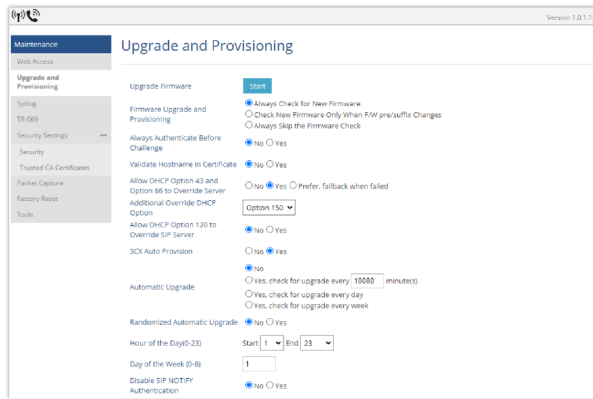 Version 1.0.1.1
Maintenance
Web Access
Upgrade and
Provisioning
Syslog
TR-069
Security Settings
Security
Trusted CA Certificates
Packet Capture
Factory Reset
Tools
Upgrade and Provisioning
Upgrade Firmware Start
Firmware Upgrade and
Provisioning
Always Check for New Firmware
Check New Firmware Only When F/W pre/suffix Changes
Always Skip the Firmware Check
Always Authenticate Before
Challenge
No Yes
Validate Hostname in Certificate No Yes
Allow DHCP Option 43 and
Option 66 to Override Server
No Yes Prefer, fallback when failed
Additional Override DHCP
Option
Option 150
Allow DHCP Option 120 to
Override SIP Server
No Yes
3CX Auto Provision No Yes
Automatic Upgrade
No
Yes, check for upgrade every 10080 minute(s)
Yes, check for upgrade every day
Yes, check for upgrade every week
Randomized Automatic Upgrade No Yes
Hour of the Day(0-23) Start 1 End 23
Day of the Week (0-6) 1
Disable SIP NOTIFY
Authentication
No Yes